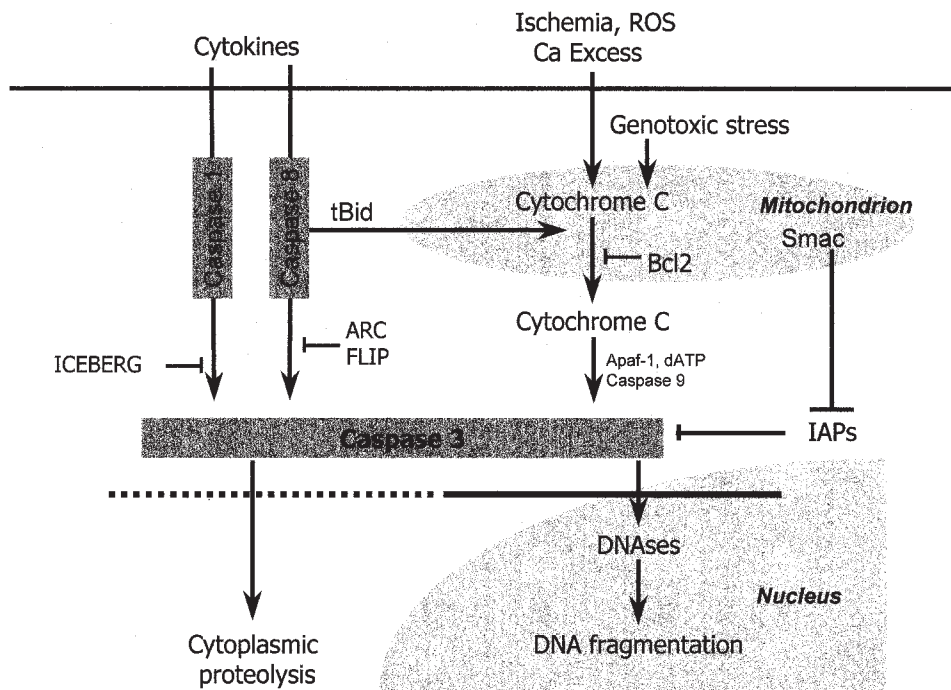 Ischemia, ROS
Ca Excess
Cytokines
Genotoxic stress
Caspase 1
Caspase 8
tBid
Cytochrome C
Mitochondrion
Smac
Bcl2
Cytochrome C
ARC
FLIP
ICEBERG
Apaf-1, dATP
Caspase 9
Caspase 3
IAPs
DNAses
Nucleus
Cytoplasmic
proteolysis
DNA fragmentation